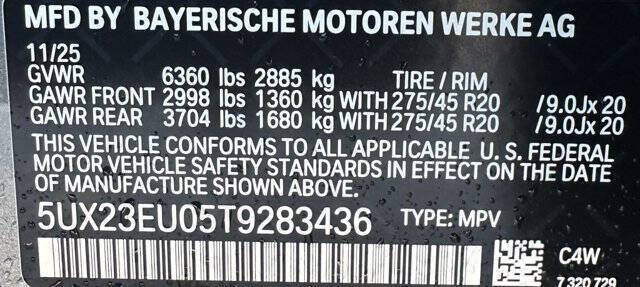 MFD BY BAYERISCHE MOTOREN WERKE AG
11/25
GVWR 6360 lbs 2885 kg TIRE / RIM
GAWR FRONT 2998 lbs 1360 kg WITH 275/45 R20 /9.0Jx 20
GAWR REAR 3704 lbs 1680 kg WITH 275/45 R20 /9.0Jx 20
THIS VEHICLE CONFORMS TO ALL APPLICABLE U. S. FEDERAL
MOTOR VEHICLE SAFETY STANDARDS IN EFFECT ON THE DATE
OF MANUFACTURE SHOWN ABOVE.
5UX23EU05T9283436 TYPE: MPV
C4W
7 320 729